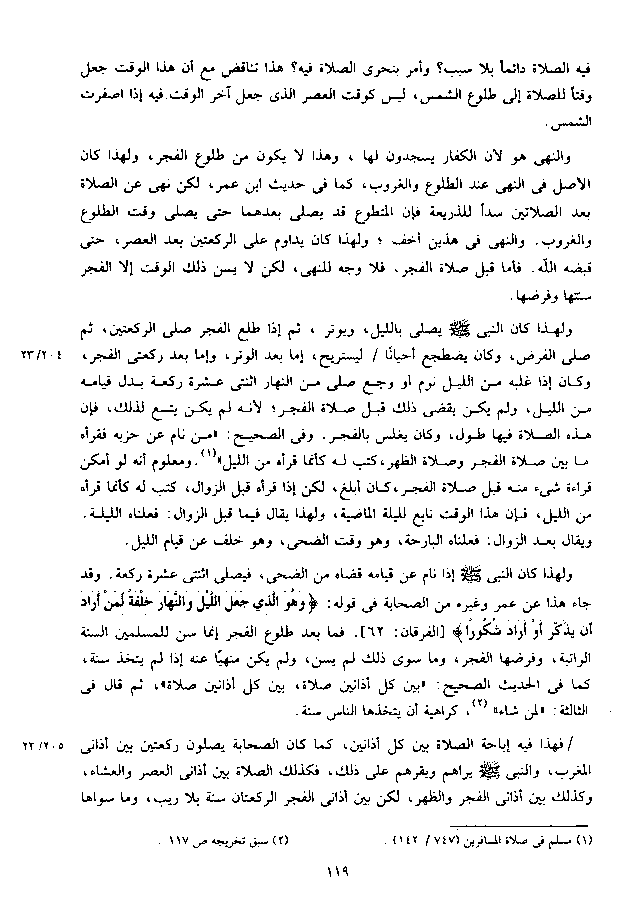 فيه الصلاة دائماً بلا سبب؟ وأمر بتحرى الصلاة فيه؟ هذا تناقض مع أن هذا الوقت جعل
وقتاً للصلاة إلى طلوع الشمس، ليس كوقت العصر الذى جعل آخر الوقت فيه إذا اصفرت
الشمس.
والنهى هو لأن الكفار يسجدون لها ، وهذا لا يكون من طلوع الفجر، ولهذا كان
الأصل فى النهى عند الطلوع والغروب، كما فى حديث ابن عمر، لكن نهى عن الصلاة
بعد الصلاتين سداً للذريعة فإن المتطوع قد يصلى بعدهما حتى يصلى وقت الطلوع
والغروب. والنهى فى هذين أخف ؛ ولهذا كان يداوم على الركعتين بعد العصر، حتى
قبضه الله. فأما قبل صلاة الفجر، فلا وجه للنهى، لكن لا يسن ذلك الوقت إلا الفجر
سنتها وفرضها.
ولهذا كان النبى ﷺ يصلى بالليل، ويوتر ، ثم إذا طلع الفجر صلى الركعتين، ثم
٢٣/٢٠٤ صلى الفرض، وكان يضطجع أحيانًا / ليستريح، إما بعد الوتر، وإما بعد ركعتى الفجر،
وكان إذا غلبه من الليل نوم أو وجع صلى من النهار اثنتى عشرة ركعة بدل قيامه
من الليل، ولم يكن يقضى ذلك قبل صلاة الفجر؛ لأنه لم يكن يتسع لذلك، فإن
هذه الصلاة فيها طول، وكان يغلس بالفجر. وفى الصحيح: «من نام عن حزبه فقرأه
ما بين صلاة الفجر وصلاة الظهر، كتب له كأنما قرأه من الليل»(١). ومعلوم أنه لو أمكن
قراءة شىء منه قبل صلاة الفجر، كان أبلغ، لكن إذا قرأه قبل الزوال، كتب له كأنما قرأه
من الليل، فإن هذا الوقت تابع لليلة الماضية، ولهذا يقال فيما قبل الزوال: فعلناه الليلة.
ويقال بعد الزوال: فعلناه البارحة، وهو وقت الضحى، وهو خلف عن قيام الليل.
ولهذا كان النبى ﷺ إذا نام عن قيامه قضاه من الضحى، فيصلى اثنتى عشرة ركعة. وقد
جاء هذا عن عمر وغيره من الصحابة فى قوله: ﴿ وَهُوَ الَّذِي جَعَلَ اللَّيْلَ وَالنَّهَارَ خِلْفَةً لِّمَنْ أَرَادَ
أَن يَذَّكَّرَ أَوْ أَرَادَ شُكُورًا ﴾ [الفرقان: ٦٢]. فما بعد طلوع الفجر إنما سن للمسلمين السنة
الراتبة، وفرضها الفجر، وما سوى ذلك لم يسن، ولم يكن منهيًا عنه إذا لم يتخذ سنة،
كما فى الحديث الصحيح: «بين كل أذانين صلاة، بين كل أذانين صلاة»، ثم قال فى
الثالثة: «لمن شاء» (٢)، كراهية أن يتخذها الناس سنة.
٢٣/٢٠٥ / فهذا فيه إباحة الصلاة بين كل أذانين، كما كان الصحابة يصلون ركعتين بين أذانى
المغرب، والنبى ﷺ يراهم ويقرهم على ذلك، فكذلك الصلاة بين أذانى العصر والعشاء،
وكذلك بين أذانى الفجر والظهر، لكن بين أذانى الفجر الركعتان سنة بلا ريب، وما سواها
(١) مسلم فى صلاة المسافرين (٧٤٧ / ١٤٢) . (٢) سبق تخريجه ص ١١٧ .
١١٩